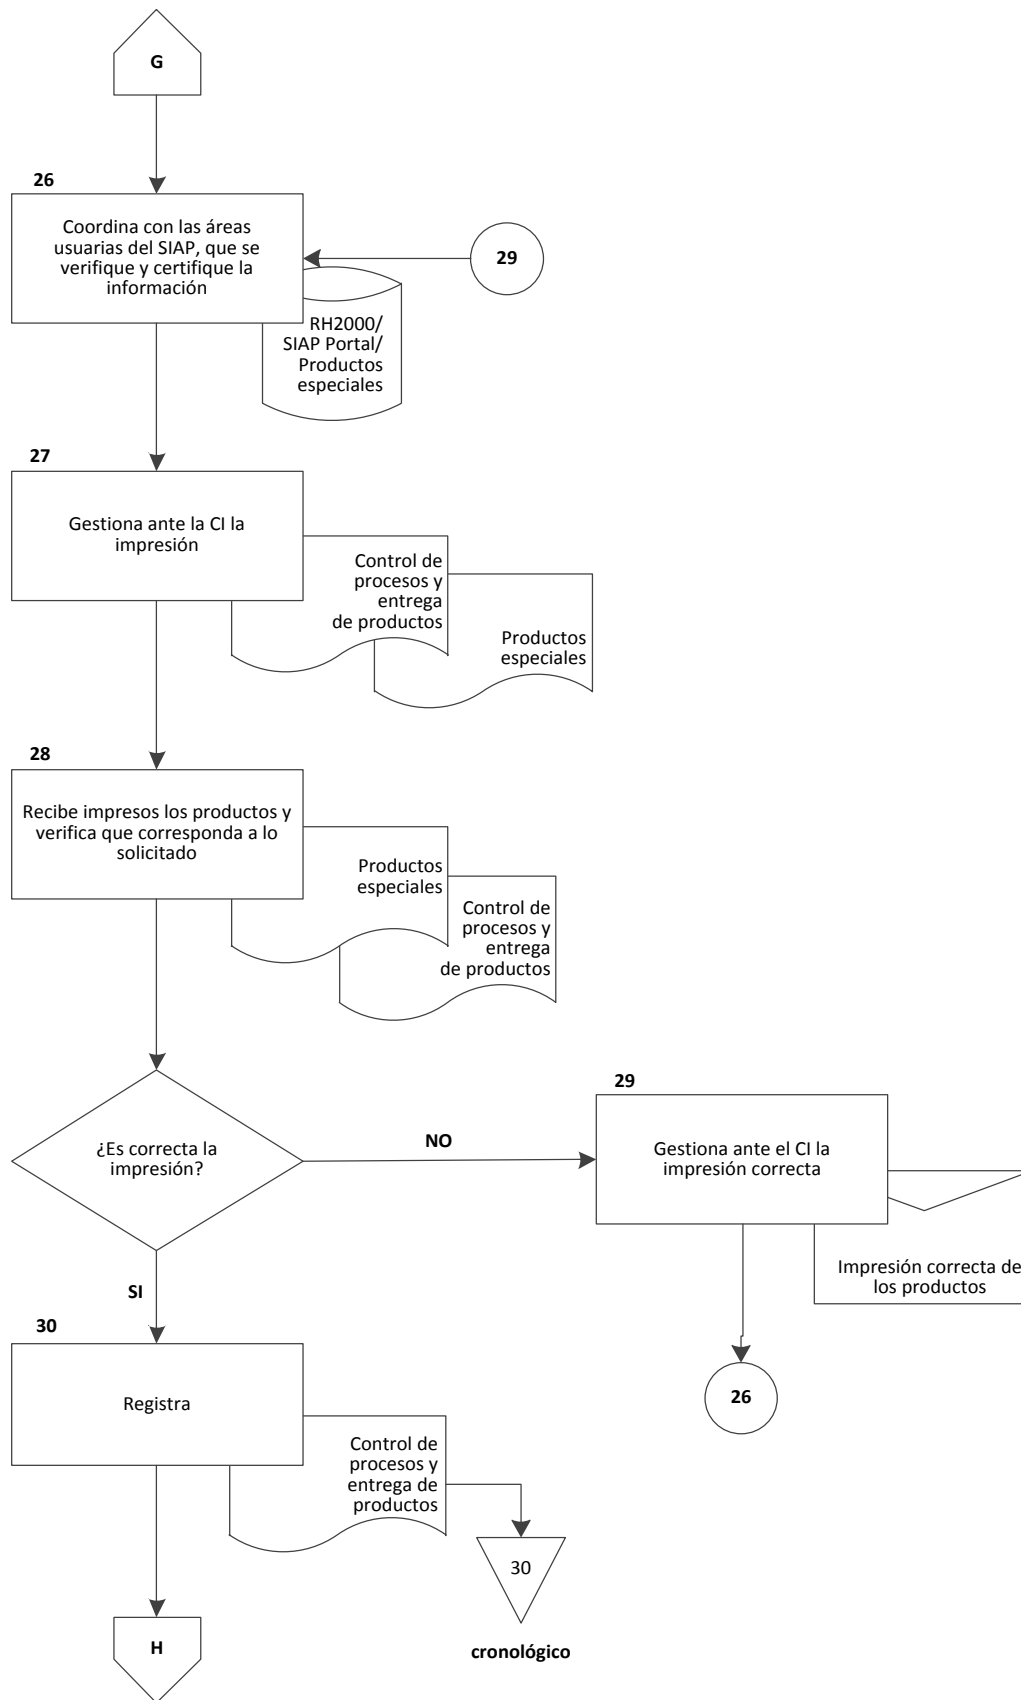 G
26
Coordina con las áreas
usuarias del SIAP, que se
verifique y certifique la
información
29
RH2000/
SIAP Portal/
Productos
especiales
27
Gestiona ante la CI la
impresión
Control de
procesos y
entrega
de productos
Productos
especiales
28
Recibe impresos los productos y
verifica que corresponda a lo
solicitado
Productos
especiales
Control de
procesos y
entrega
de productos
¿Es correcta la
impresión?
NO
29
Gestiona ante el CI la
impresión correcta
Impresión correcta de
los productos
26
SI
30
Registra
Control de
procesos y
entrega de
productos
30
cronológico
H